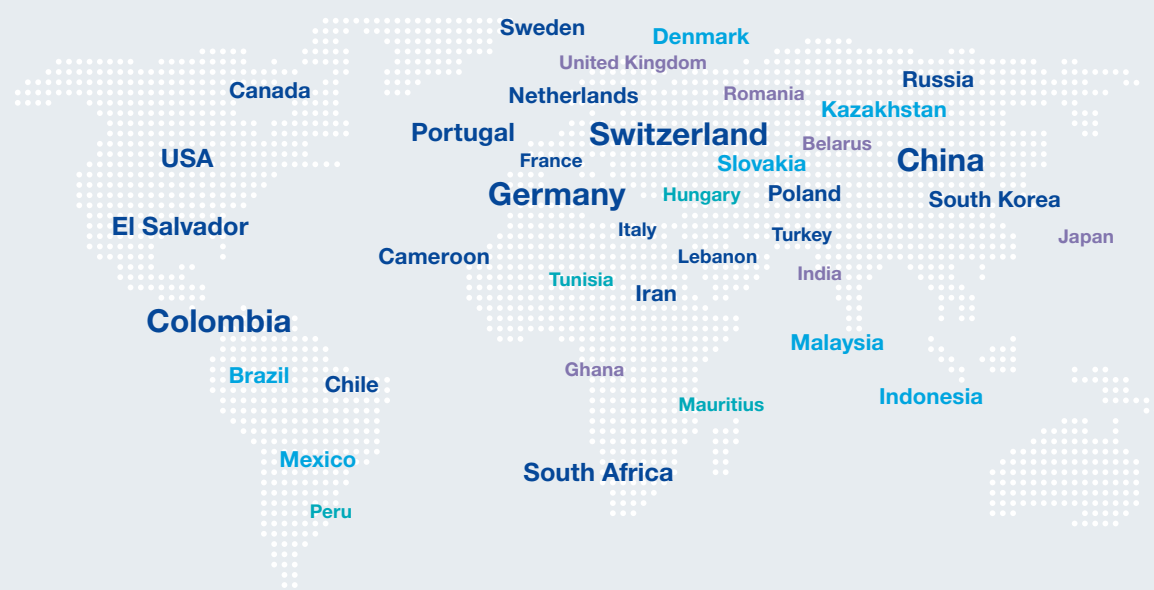 Sweden
Denmark
United Kingdom
Russia
Canada
Netherlands
Romania
Kazakhstan
Portugal
Switzerland
Belarus
USA
France
Slovakia
China
Germany
Hungary
Poland
South Korea
El Salvador
Italy
Turkey
Japan
Cameroon
Lebanon
Tunisia
India
Iran
Colombia
Malaysia
Ghana
Brazil
Chile
Mauritius
Indonesia
Mexico
South Africa
Peru